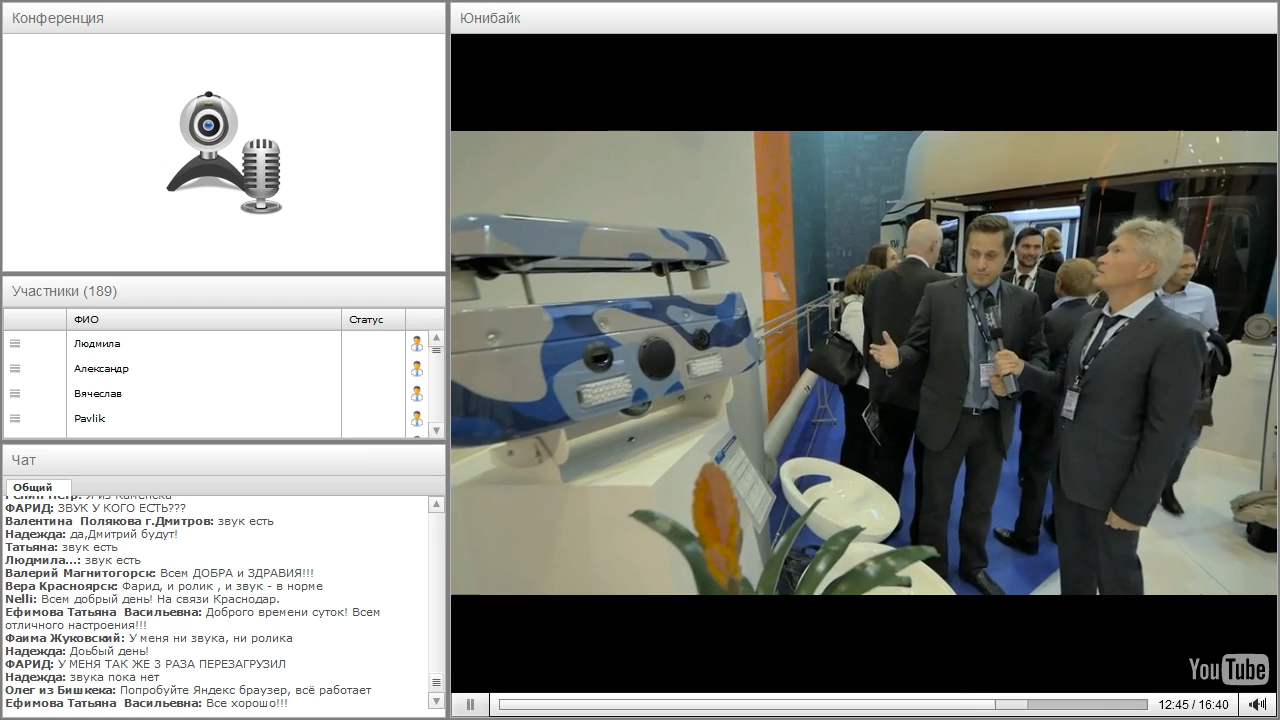 Конференция
Юнибайк
Участники (189)
ФИО
Статус
Людмила
Александр
Вячеслав
Pavlik
Чат
Общий
Репин Петр: Я из Каменска
ФАРИД: ЗВУК У КОГО ЕСТЬ???
Валентина Полякова г.Дмитров: звук есть
Надежда: да,Дмитрий будут!
Татьяна: звук есть
Людмила...: звук есть
Валерий Магнитогорск: Всем ДОБРА и ЗДРАВИЯ!!!
Вера Красноярск: Фарид, и ролик , и звук - в норме
Nelli: Всем добрый день! На связи Краснодар.
Ефимова Татьяна Васильевна: Доброго времени суток! Всем
отличного настроения!!!
Фаима Жуковский: У меня ни звука, ни ролика
Надежда: Доьбый день!
ФАРИД: У МЕНЯ ТАК ЖЕ 3 РАЗА ПЕРЕЗАГРУЗИЛ
Надежда: звука пока нет
Олег из Бишкека: Попробуйте Яндекс браузер, всё работает
Ефимова Татьяна Васильевна: Все хорошо!!!
YouTube
12:45 / 16:40